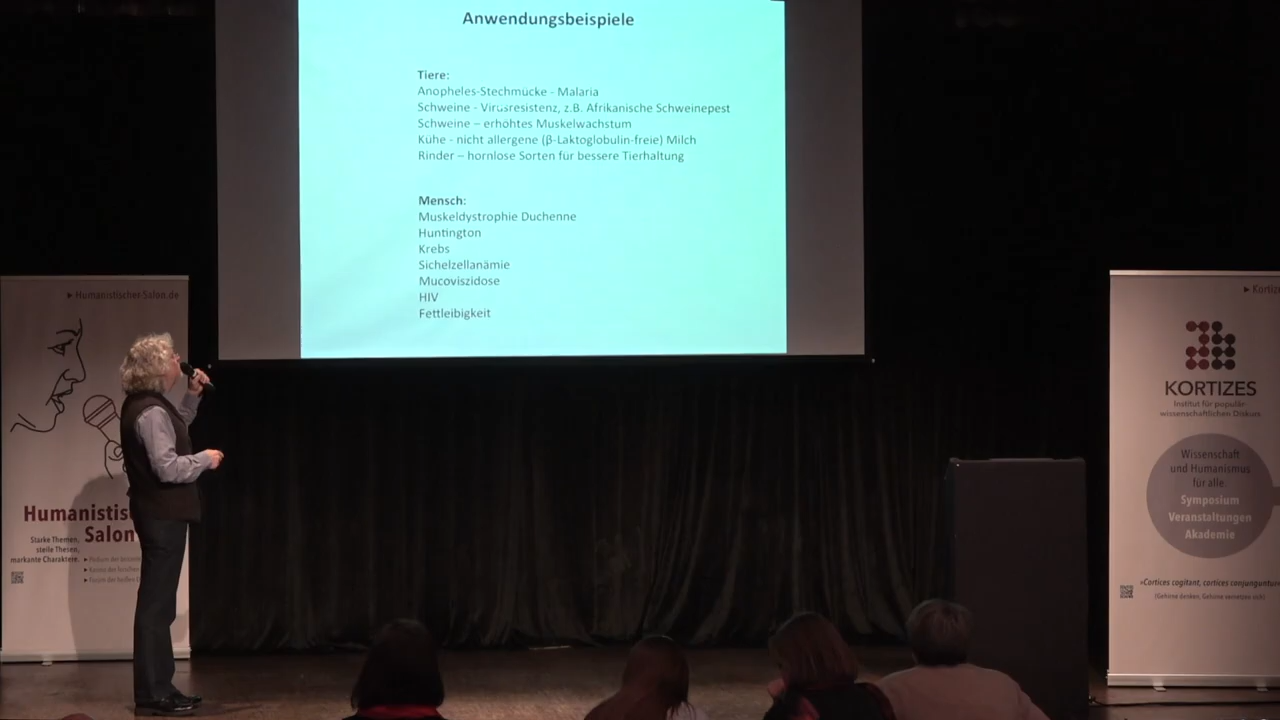 Anwendungsbeispiele
Tiere:
Anopheles-Stechmücke - Malaria
Schweine - Virusresistenz, z.B. Afrikanische Schweinepest
Schweine – erhöhtes Muskelwachstum
Kühe - nicht allergene (β-Laktoglobulin-freie) Milch
Rinder – hornlose Sorten für bessere Tierhaltung
Mensch:
Muskeldystrophie Duchenne
Huntington
Krebs
Sichelzellanämie
Mucoviszidose
HIV
Fettleibigkeit
▸ Humanistischer Salon.de
Humanistisc
Salon
Starke Themen,
steile Thesen,
markante Charaktere.
▸ Kortize
KORTIZES
Institut für populär-
wissenschaftlichen Diskurs
Wissenschaft
und Humanismus
für alle.
Symposium
Veranstaltungen
Akademie
»Cortices cogitant, cortices conjunguntur
(Gehirne denken, Gehirne vernetzen sich)